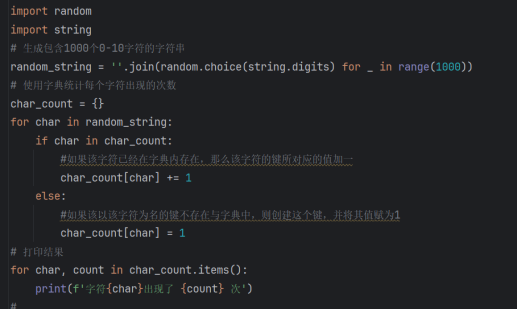 import random
import string
# 生成包含1000个0-10字符的字符串
random_string = ''.join(random.choice(string.digits) for _ in range(1000))
# 使用字典统计每个字符出现的次数
char_count = {}
for char in random_string:
    if char in char_count:
        #如果该字符已经在字典内存在，那么该字符的键所对应的值加一
        char_count[char] += 1
    else:
        #如果该以该字符为名的键不存在与字典中，则创建这个键，并将其值赋为1
        char_count[char] = 1
# 打印结果
for char, count in char_count.items():
    print(f'字符{char}出现了 {count} 次')
#